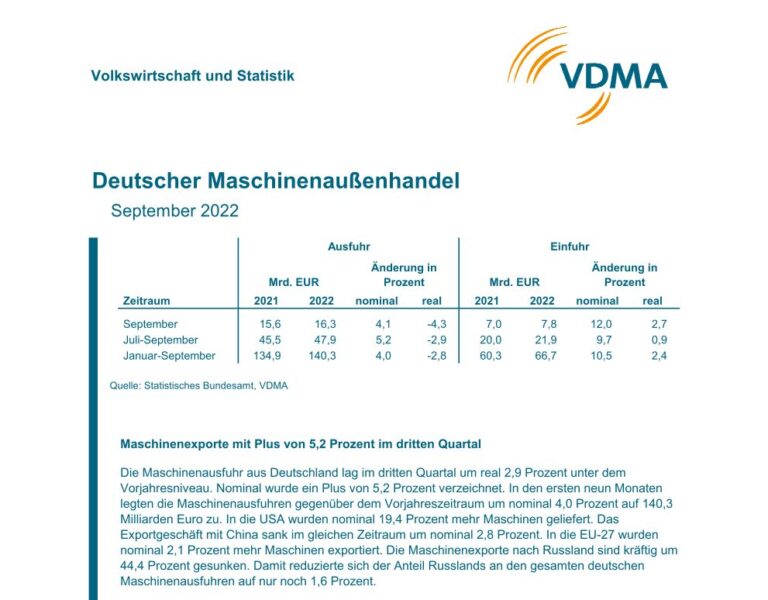 Volkswirtschaft und Statistik
VDMA
Deutscher Maschinenaußenhandel
September 2022
Ausfuhr Einfuhr
Änderung in Änderung in
Mrd. EUR Prozent Mrd. EUR Prozent
Zeitraum 2021 2022 nominal real 2021 2022 nominal real
September 15,6 16,3 4,1 -4,3 7,0 7,8 12,0 2,7
Juli-September 45,5 47,9 5,2 -2,9 20,0 21,9 9,7 0,9
Januar-September 134,9 140,3 4,0 -2,8 60,3 66,7 10,5 2,4
Quelle: Statistisches Bundesamt, VDMA
Maschinenexporte mit Plus von 5,2 Prozent im dritten Quartal
Die Maschinenausfuhr aus Deutschland lag im dritten Quartal um real 2,9 Prozent unter dem
Vorjahresniveau. Nominal wurde ein Plus von 5,2 Prozent verzeichnet. In den ersten neun Monaten
legten die Maschinenausfuhren gegenüber dem Vorjahreszeitraum um nominal 4,0 Prozent auf 140,3
Milliarden Euro zu. In die USA wurden nominal 19,4 Prozent mehr Maschinen geliefert. Das
Exportgeschäft mit China sank im gleichen Zeitraum um nominal 2,8 Prozent. In die EU-27 wurden
nominal 2,1 Prozent mehr Maschinen exportiert. Die Maschinenexporte nach Russland sind kräftig um
44,4 Prozent gesunken. Damit reduzierte sich der Anteil Russlands an den gesamten deutschen
Maschinenausfuhren auf nur noch 1,6 Prozent.